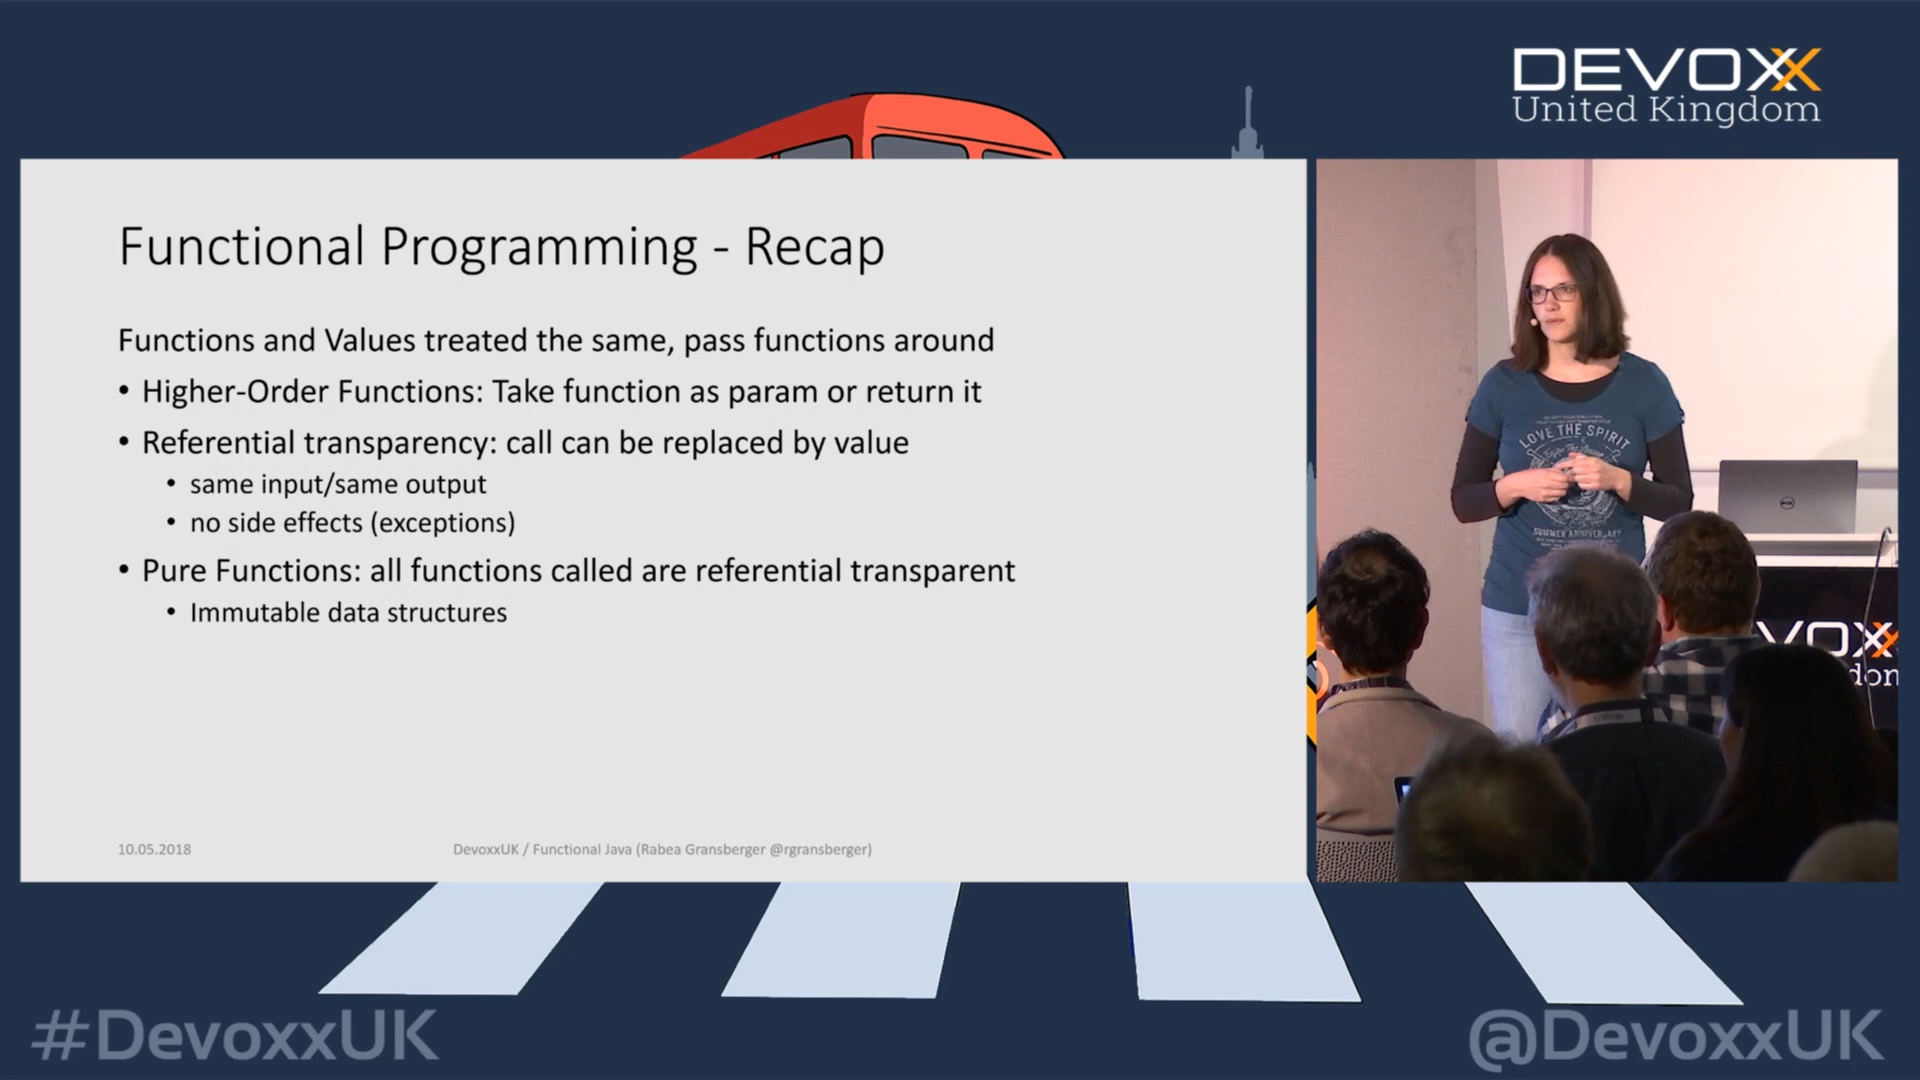 DEVOXX
United Kingdom
Functional Programming - Recap
Functions and Values treated the same, pass functions around
• Higher-Order Functions: Take function as param or return it
• Referential transparency: call can be replaced by value
• same input/same output
• no side effects (exceptions)
• Pure Functions: all functions called are referential transparent
• Immutable data structures
10.05.2018
DevoxxUK / Functional Java (Rabea Gransberger @rgransberger)
LOVE THE SPIRIT
DELL
VOXX
don
#DevoxxUK
@DevoxxUK